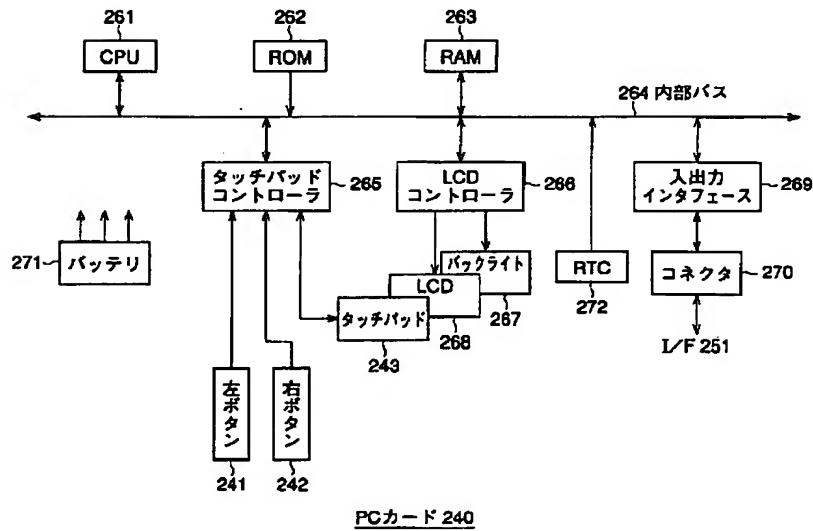 261
262
263
CPU
ROM
RAM
264 内部バス
タッチパッド
コントローラ
265
LCD
コントローラ
266
入出力
インタフェース
269
271
バッテリ
バックライト
LCD
タッチパッド
267
268
243
RTC
272
コネクタ
270
I/F 251
左ボタン
241
右ボタン
242
PCカード 240